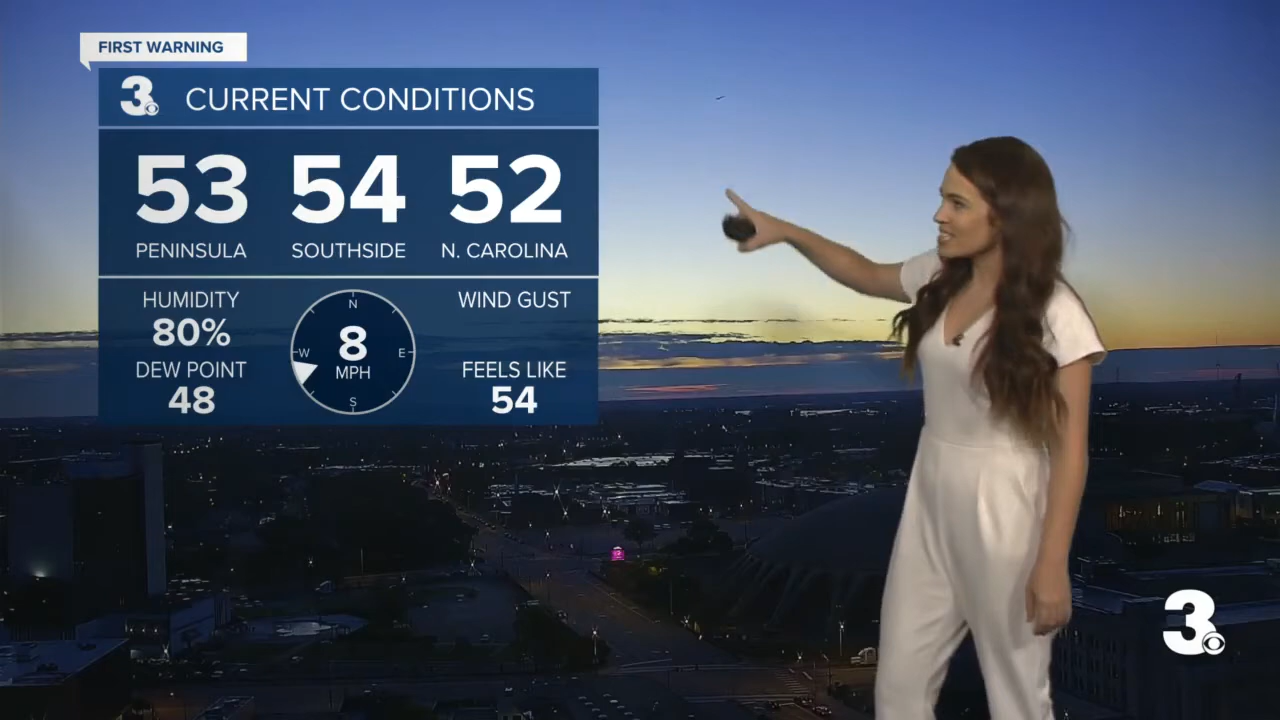 FIRST WARNING
3 CURRENT CONDITIONS
53 54 52
PENINSULA SOUTHSIDE N. CAROLINA
HUMIDITY
80%
DEW POINT
48
N
W 8 E
MPH
S
WIND GUST
FEELS LIKE
54
3